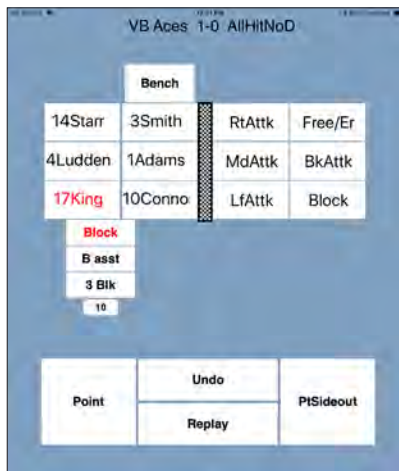 VB Aces 1-0 AllHitNoD
Bench
14Starr 3Smith RtAttk Free/Er
4Ludden 1Adams MdAttk BkAttk
17King 10Conno LfAttk Block
Block
B asst
3 Blk
10
Undo
Point PtSideout
Replay